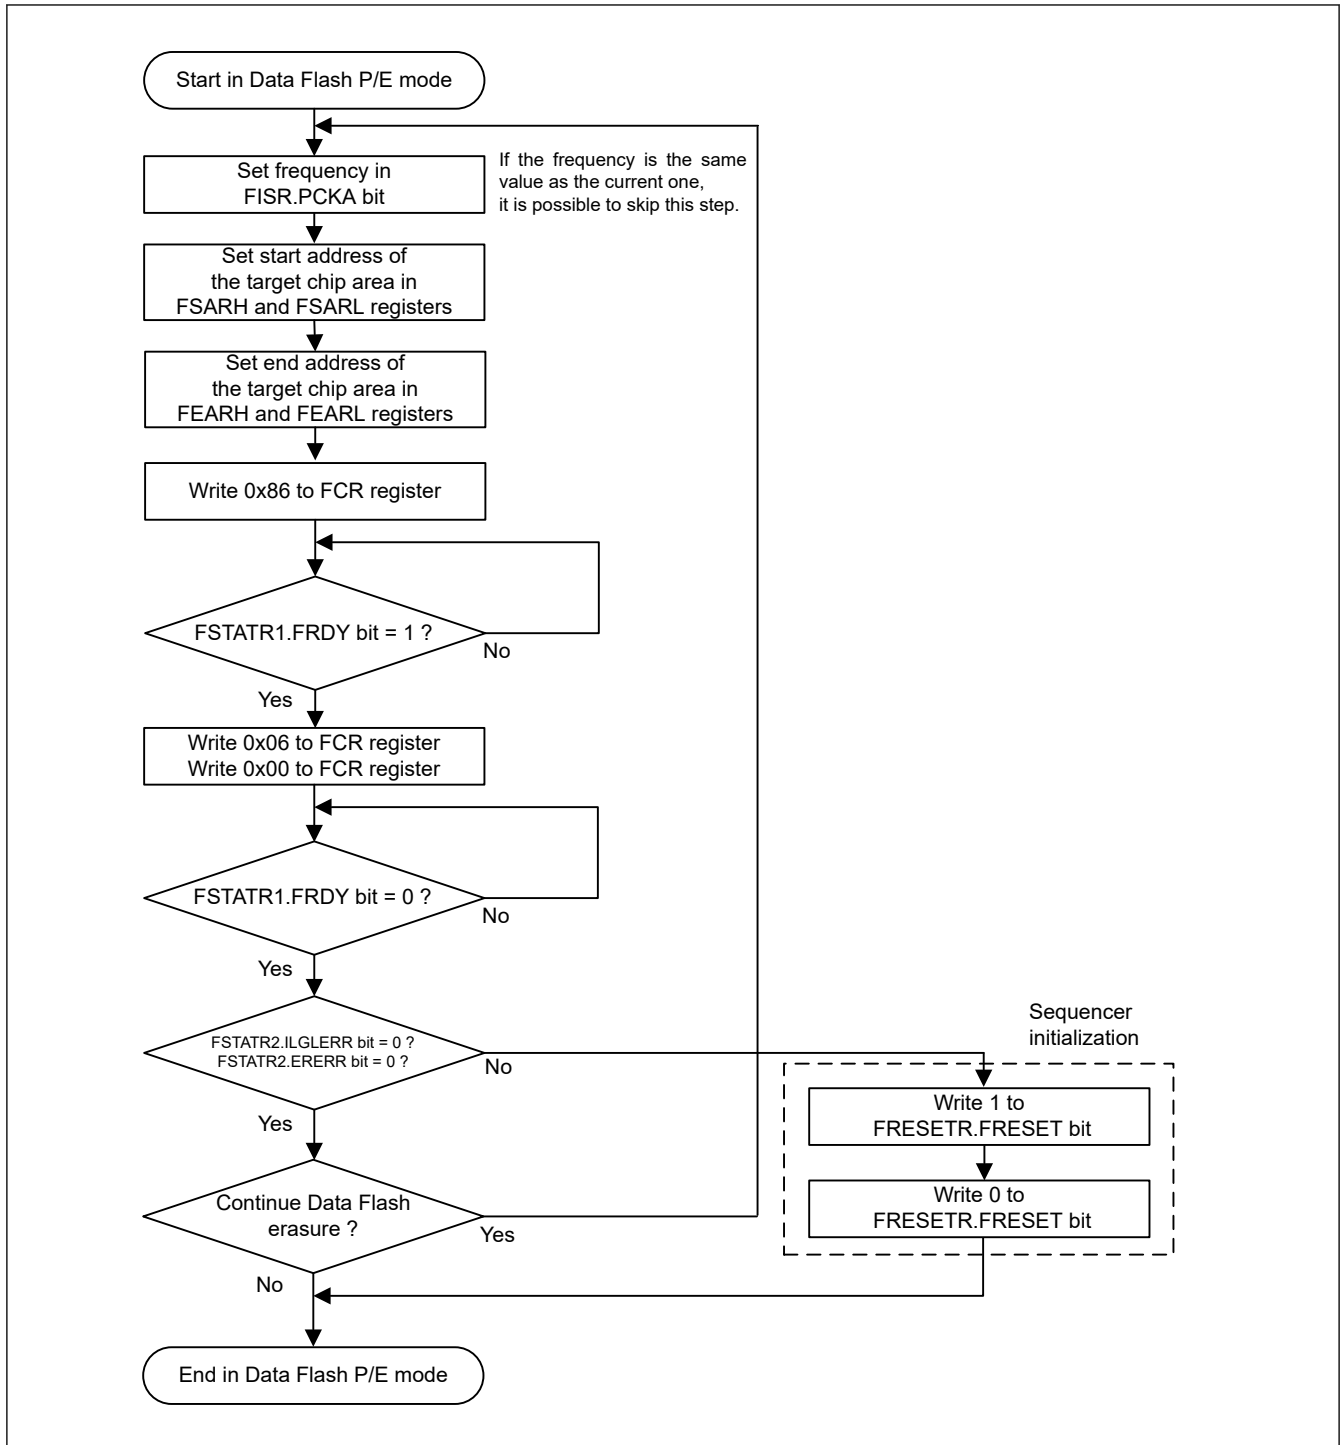 Start in Data Flash P/E mode
Set frequency in
FISR.PCKA bit
If the frequency is the same
value as the current one,
it is possible to skip this step.
Set start address of
the target chip area in
FSARH and FSARL registers
Set end address of
the target chip area in
FEARH and FEARL registers
Write 0x86 to FCR register
FSTATR1.FRDY bit = 1 ?
No
Yes
Write 0x06 to FCR register
Write 0x00 to FCR register
FSTATR1.FRDY bit = 0 ?
No
Yes
FSTATR2.ILGLERR bit = 0 ?
FSTATR2.ERERR bit = 0 ?
No
Yes
Sequencer
initialization
Write 1 to
FRESETR.FRESET bit
Write 0 to
FRESETR.FRESET bit
Continue Data Flash
erasure ?
Yes
No
End in Data Flash P/E mode